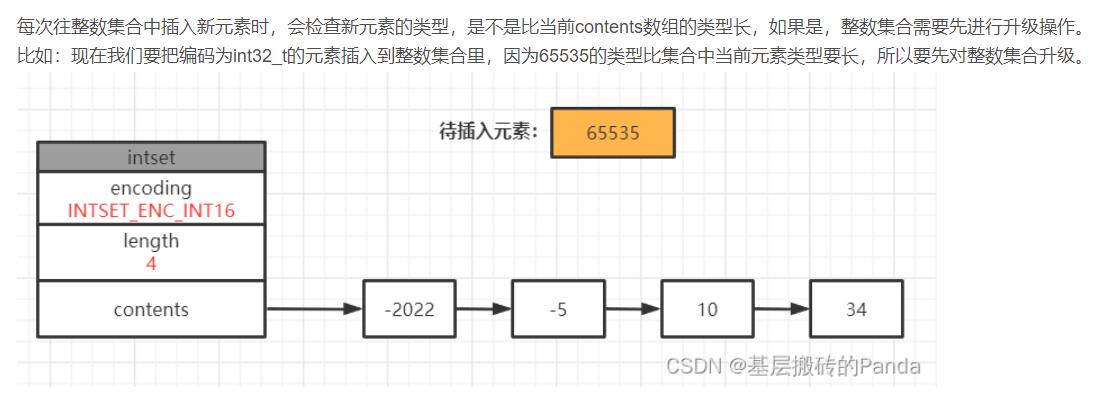 每次往整数集合中插入新元素时，会检查新元素的类型，是不是比当前contents数组的类型长，如果是，整数集合需要先进行升级操作。
比如：现在我们要把编码为int32_t的元素插入到整数集合里，因为65535的类型比集合中当前元素类型要长，所以要先对整数集合升级。
待插入元素：
65535
intset
encoding
INTSET_ENC_INT16
length
4
contents
-2022
-5
10
34
CSDN @基层搬砖的Panda